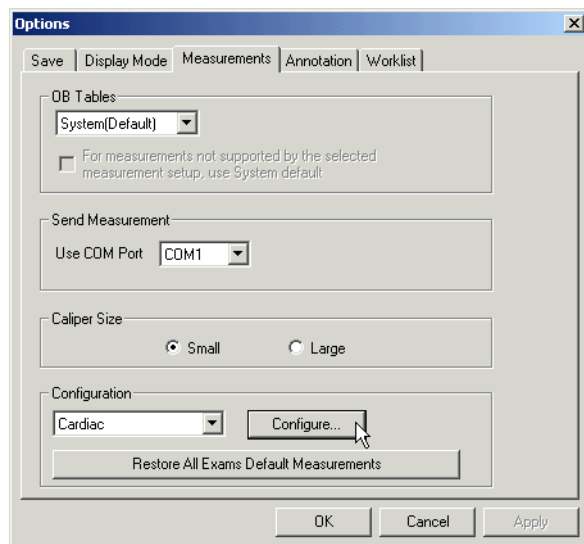 Options
Save Display Mode Measurements Annotation Worklist
OB Tables
System(Default)
For measurements not supported by the selected
measurement setup, use System default
Send Measurement
Use COM Port COM1
Caliper Size
Small Large
Configuration
Cardiac Configure...
Restore All Exams Default Measurements
OK Cancel Apply